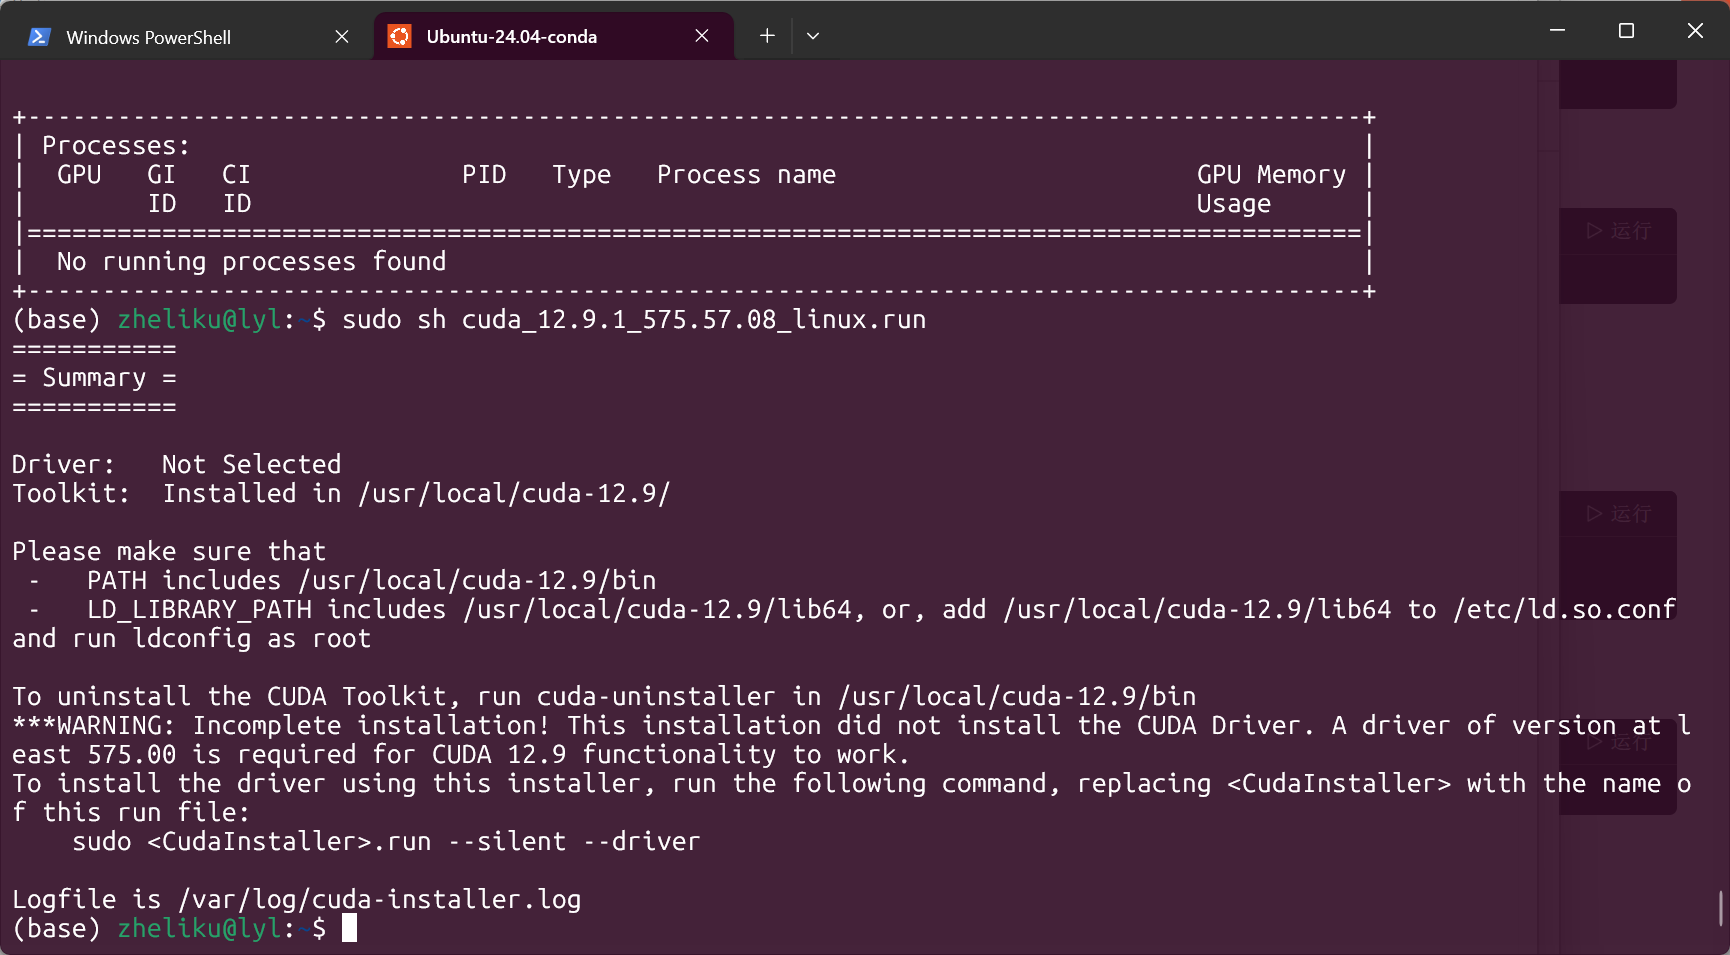 Windows PowerShell
Ubuntu-24.04-conda
+-----------------------------------------------------------------------------------------+
| Processes: |
| GPU GI CI PID Type Process name GPU Memory |
| ID ID Usage |
|=========================================================================================|
| No running processes found |
+-----------------------------------------------------------------------------------------+
(base) zheliku@lyl:~$ sudo sh cuda_12.9.1_575.57.08_linux.run
===========
= Summary =
===========
Driver: Not Selected
Toolkit: Installed in /usr/local/cuda-12.9/
Please make sure that
- PATH includes /usr/local/cuda-12.9/bin
- LD_LIBRARY_PATH includes /usr/local/cuda-12.9/lib64, or, add /usr/local/cuda-12.9/lib64 to /etc/ld.so.conf
and run ldconfig as root
To uninstall the CUDA Toolkit, run cuda-uninstaller in /usr/local/cuda-12.9/bin
***WARNING: Incomplete installation! This installation did not install the CUDA Driver. A driver of version at l
east 575.00 is required for CUDA 12.9 functionality to work.
To install the driver using this installer, run the following command, replacing <CudaInstaller> with the name o
f this run file:
sudo <CudaInstaller>.run --silent --driver
Logfile is /var/log/cuda-installer.log
(base) zheliku@lyl:~$
运行
运行
运行